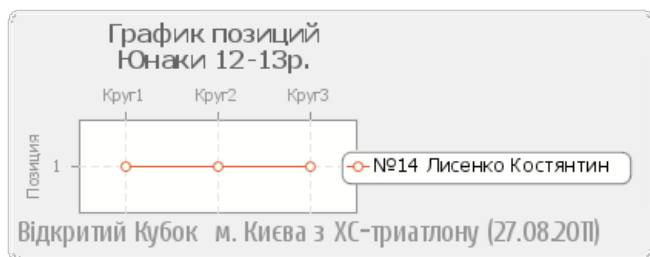 График позиций
Юнаки 12-13р.
Круг1 Круг2 Круг3
Позиция
1
№14 Лисенко Костянтин
Відкритий Кубок м. Києва з ХС-триатлону (27.08.2011)